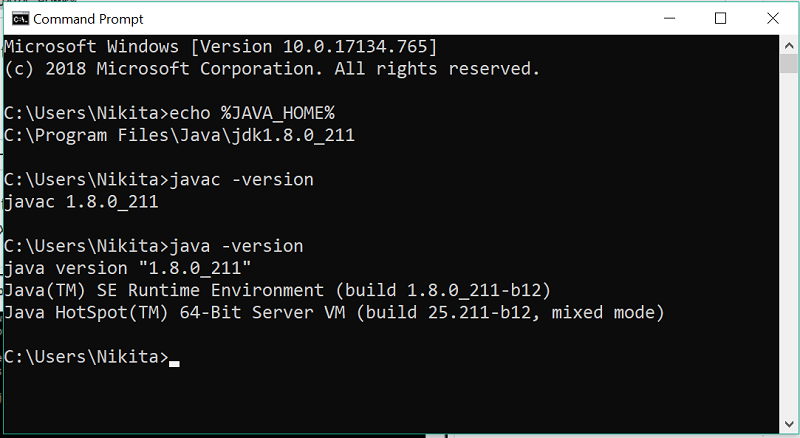 Command Prompt
Microsoft Windows [Version 10.0.17134.765]
(c) 2018 Microsoft Corporation. All rights reserved.
C:\Users\Nikita>echo %JAVA_HOME%
C:\Program Files\Java\jdk1.8.0_211
C:\Users\Nikita>javac -version
javac 1.8.0_211
C:\Users\Nikita>java -version
java version "1.8.0_211"
Java(TM) SE Runtime Environment (build 1.8.0_211-b12)
Java HotSpot(TM) 64-Bit Server VM (build 25.211-b12, mixed mode)
C:\Users\Nikita>